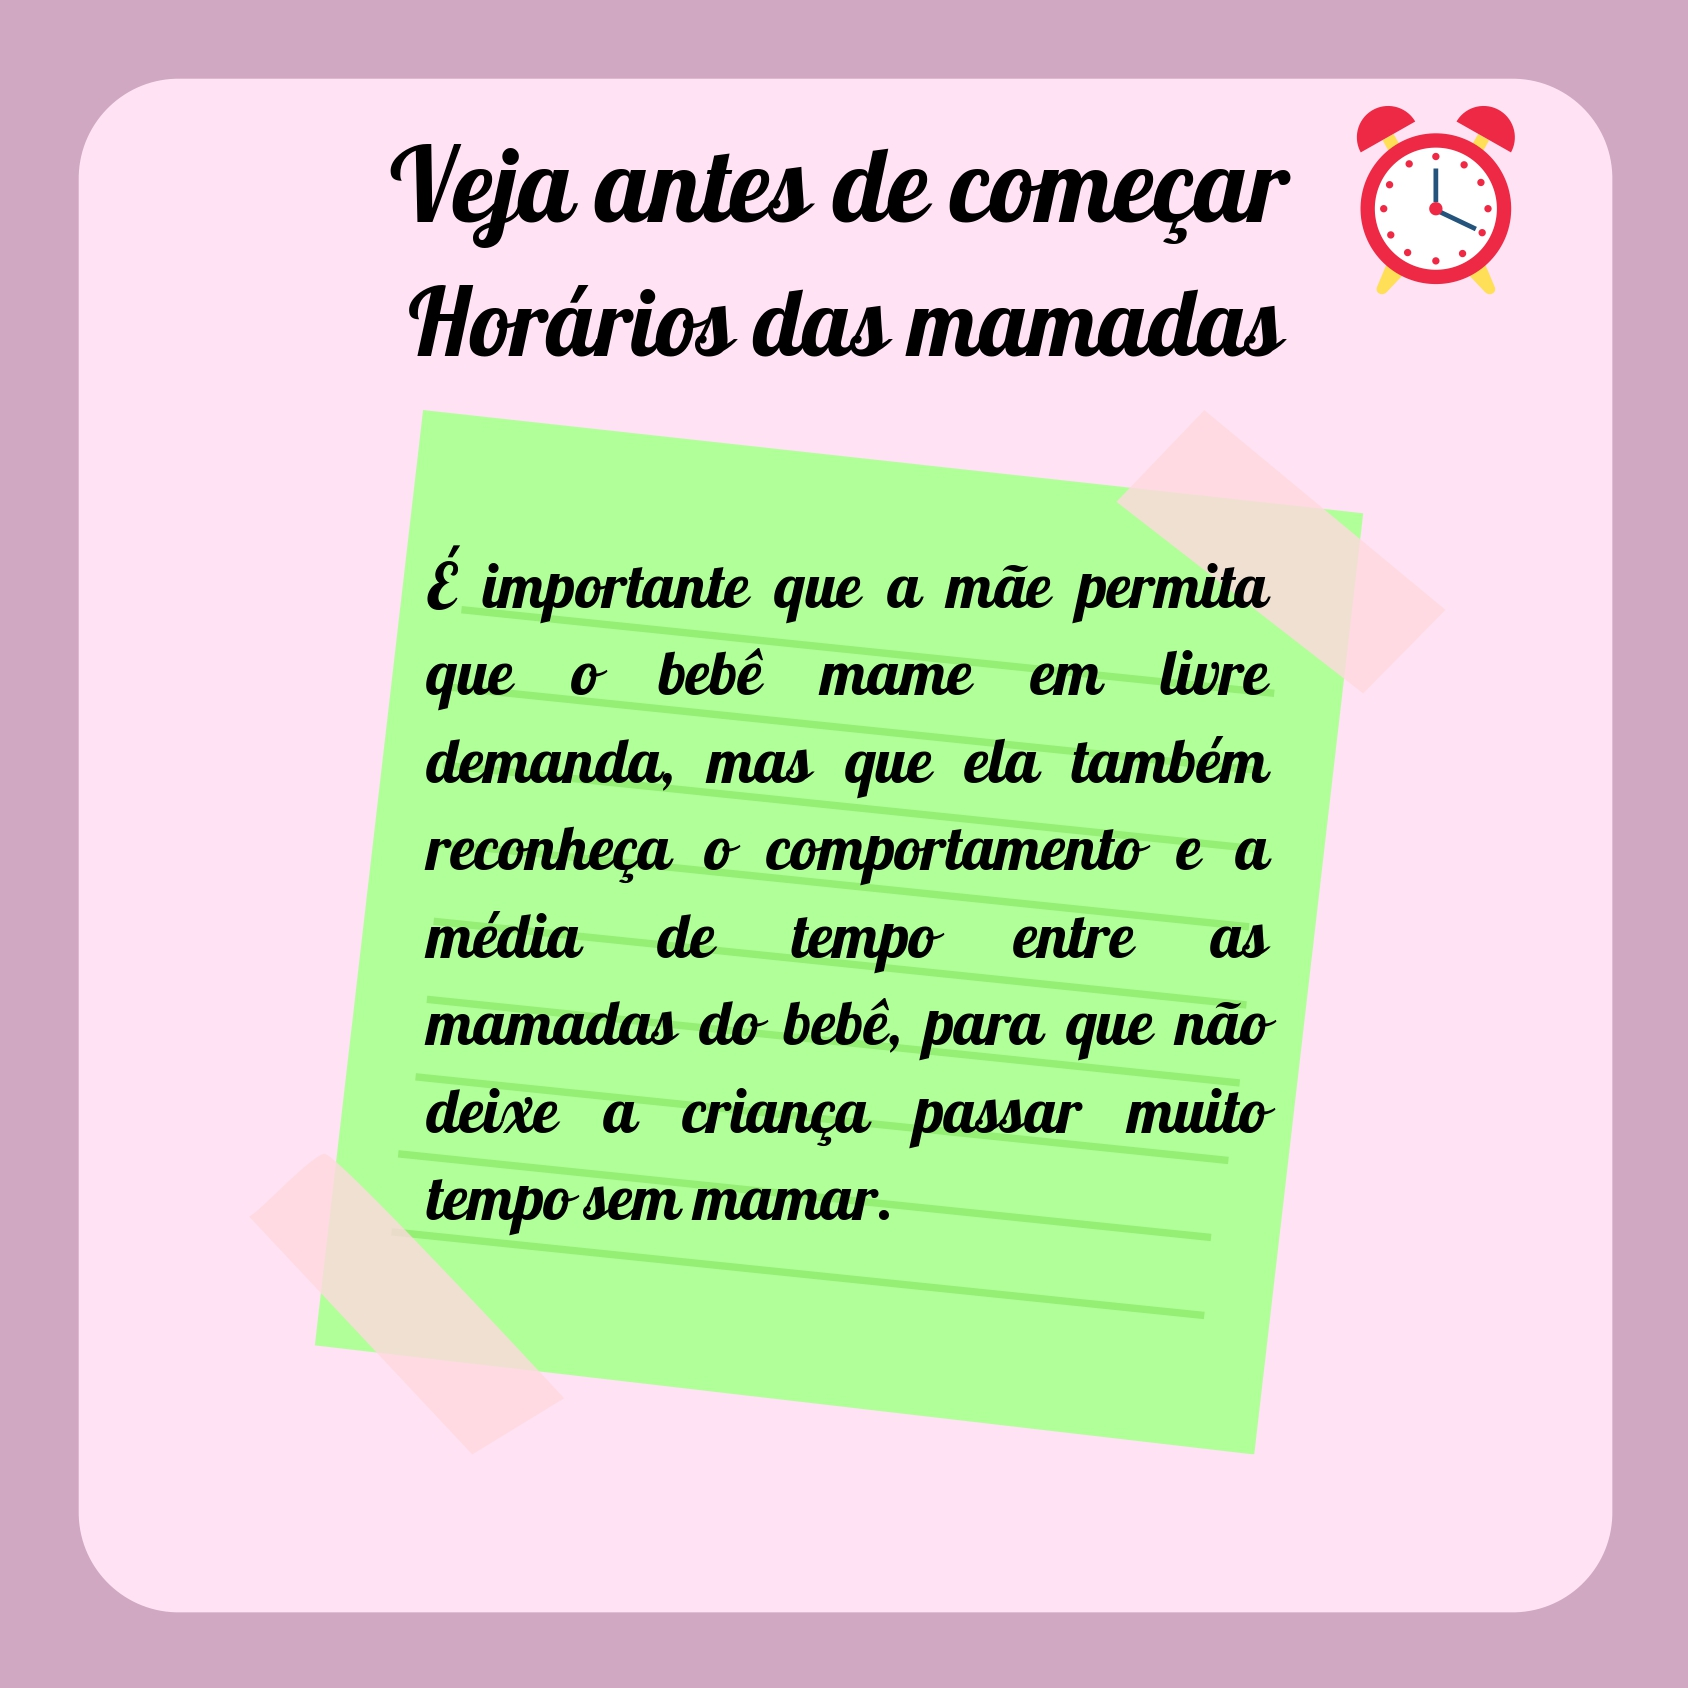 Veja antes de começar
Horários das mamadas
É importante que a mãe permita
que o bebê mame em livre
demanda, mas que ela também
reconheça o comportamento e a
média de tempo entre as
mamadas do bebê, para que não
deixe a criança passar muito
tempo sem mamar.